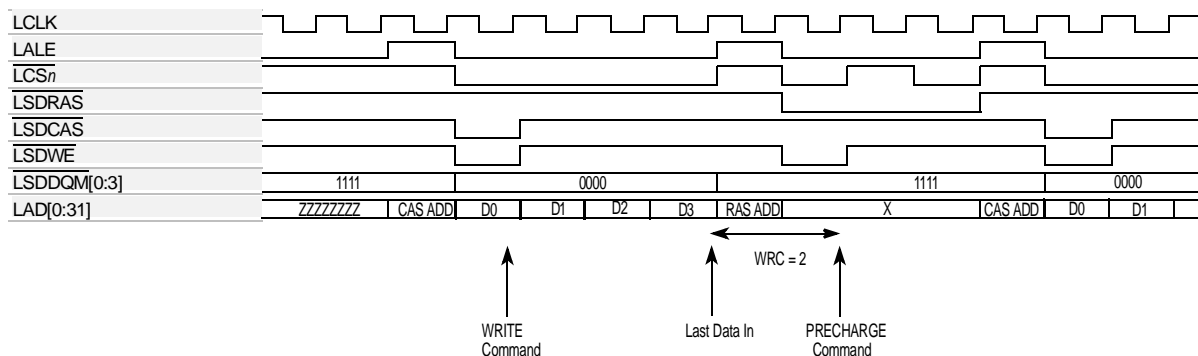 LCLK
LALE
LCSn
LSDRAS
LSDCAS
LSDWE
LSDDQM[0:3] 1111 0000 1111 0000
LAD[0:31] ZZZZZZZZ CAS ADD D0 D1 D2 D3 RAS ADD X CAS ADD D0 D1
WRC = 2
WRITE Last Data In PRECHARGE
Command Command